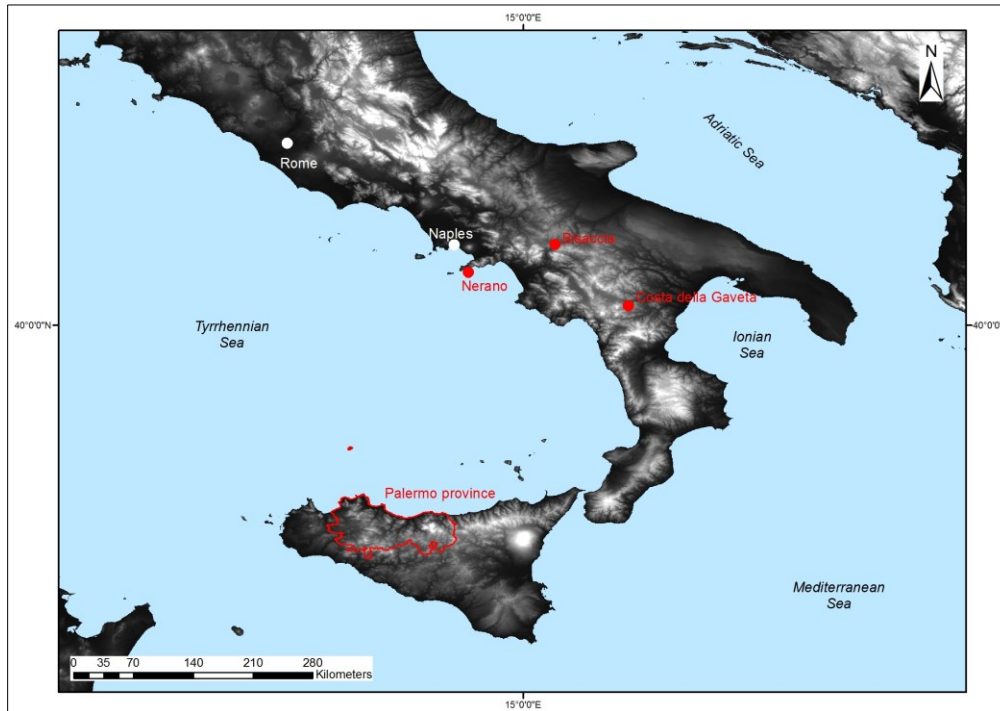 15°0'0"E
N
Adriatic Sea
Rome
Naples
Bisaccia
Nerano
Costa della Gaveta
40°0'0"N
40°0'0"
Tyrrhennian
Sea
Ionian
Sea
Palermo province
Mediterranean
Sea
0 35 70 140 210 280
Kilometers
15°0'0"E